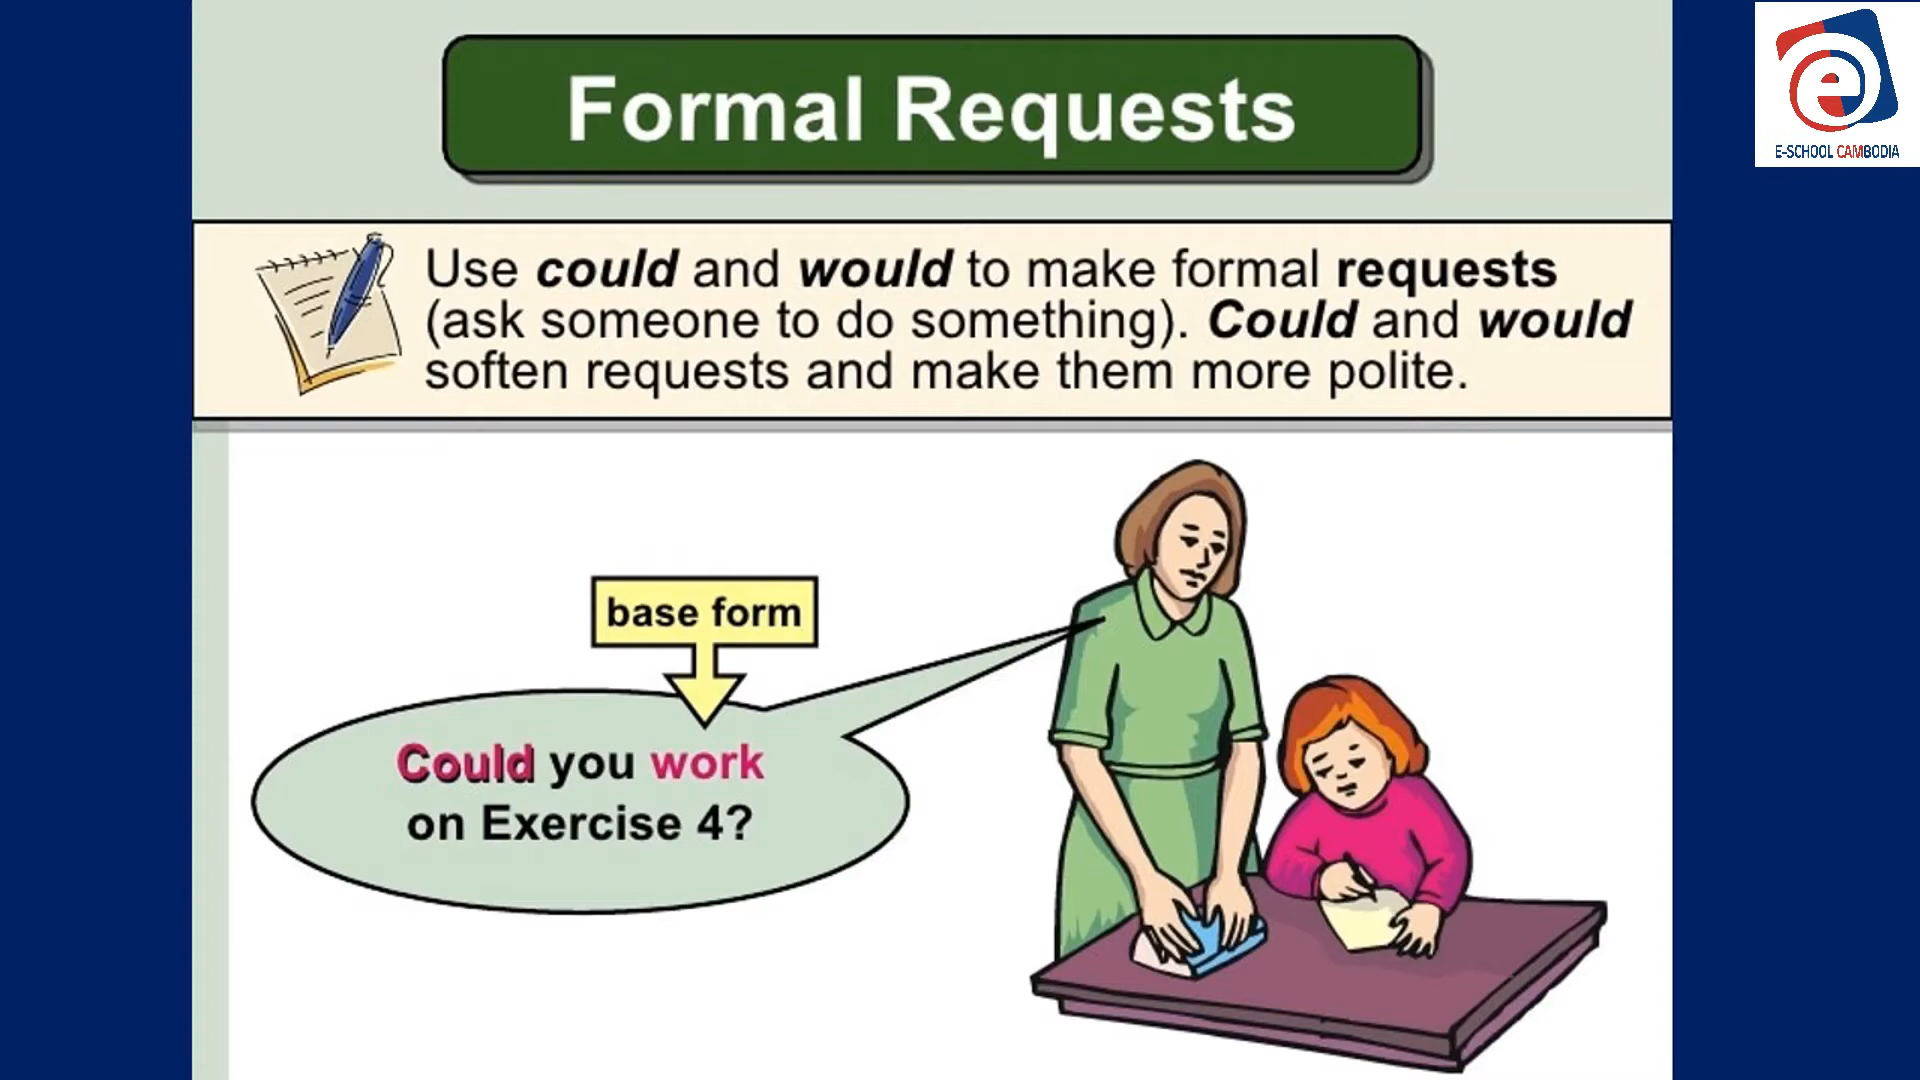 Formal Requests
E-SCHOOL CAMBODIA
Use could and would to make formal requests
(ask someone to do something). Could and would
soften requests and make them more polite.
base form
Could you work
on Exercise 4?